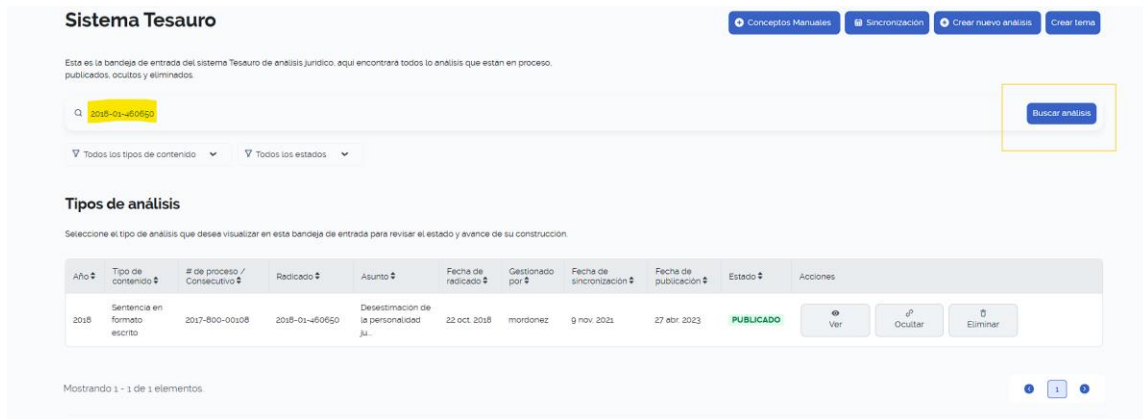 Sistema Tesauro
Conceptos Manuales
Sincronización
Crear nuevo análisis
Crear tema
Esta es la bandeja de entrada del sistema Tesauro de análisis jurídico, aquí encontrará todos lo análisis que están en proceso,
publicados, ocultos y eliminados.
2018-01-460650
Buscar análisis
Todos los tipos de contenido
Todos los estados
Tipos de análisis
Seleccione el tipo de análisis que desea visualizar en esta bandeja de entrada para revisar el estado y avance de su construcción.
Año
Tipo de
contenido
# de proceso /
Consecutivo
Radicado
Asunto
Fecha de
radicado
Gestionado
por
Fecha de
sincronización
Fecha de
publicación
Estado
Acciones
2018
Sentencia en
formato
escrito
2017-800-00108
2018-01-460650
Desestimación de
la personalidad
ju...
22 oct. 2018
mordonez
9 nov. 2021
27 abr. 2023
PUBLICADO
Ver
Ocultar
Eliminar
Mostrando 1 - 1 de 1 elementos.
1